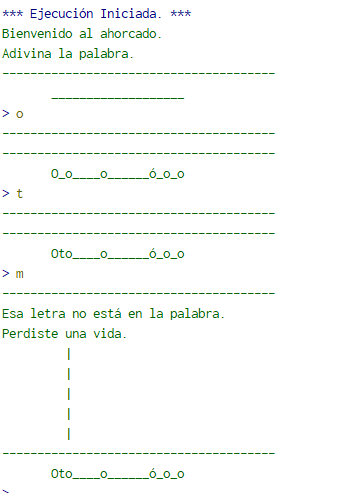 *** Ejecución Iniciada. ***
Bienvenido al ahorcado.
Adivina la palabra.
---------------------------------------
___________________
> o
---------------------------------------
---------------------------------------
O_o____o______ó_o_o
> t
---------------------------------------
---------------------------------------
Oto____o______ó_o_o
> m
---------------------------------------
Esa letra no está en la palabra.
Perdiste una vida.
|
|
|
|
|
---------------------------------------
Oto____o______ó_o_o
>